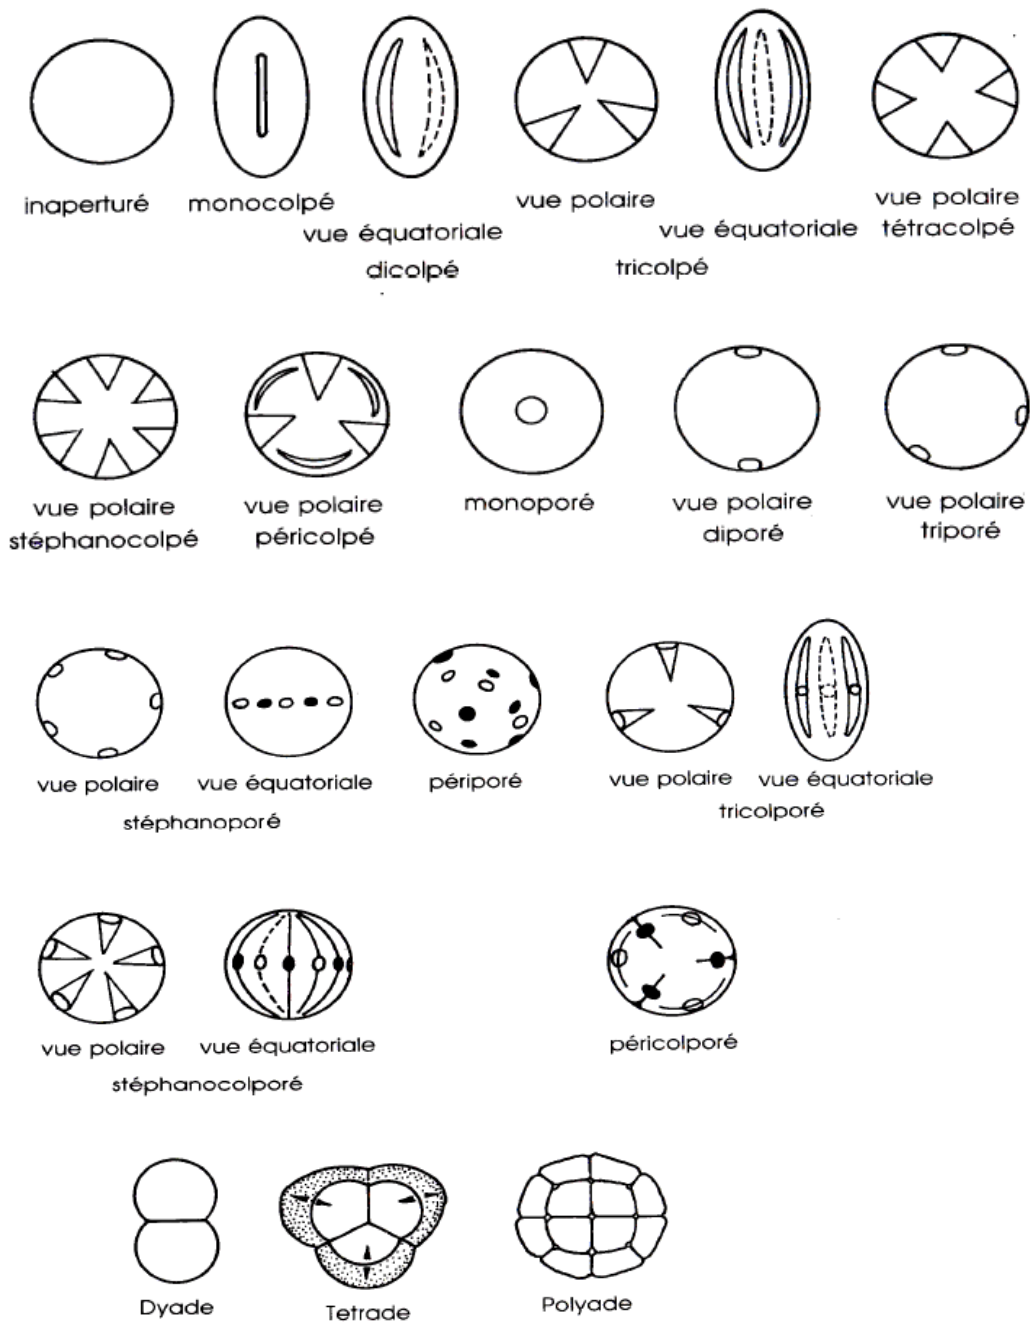 inaperturé
monocolpé
vue équatoriale
dicolpé
vue polaire
vue équatoriale
tricolpé
vue polaire
tétracolpé
vue polaire
stéphanocolpé
vue polaire
péricolpé
monoporé
vue polaire
diporé
vue polaire
triporé
vue polaire
vue équatoriale
stéphanoporé
périporé
vue polaire
vue équatoriale
tricolporé
vue polaire
vue équatoriale
stéphanocolporé
péricolporé
Dyade
Tetrade
Polyade